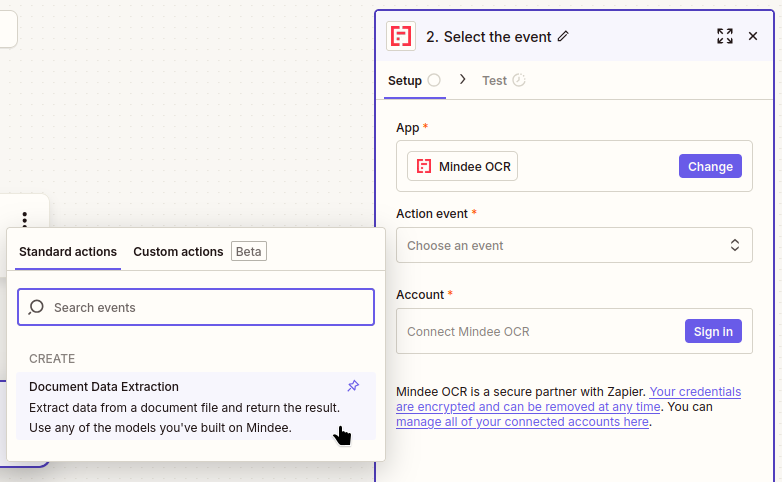 2. Select the event
Setup
Test
App *
Mindee OCR
Change
Action event *
Choose an event
Account *
Connect Mindee OCR
Sign in
Mindee OCR is a secure partner with Zapier. Your credentials
are encrypted and can be removed at any time. You can
manage all of your connected accounts here.
Standard actions
Custom actions
Beta
Search events
CREATE
Document Data Extraction
Extract data from a document file and return the result.
Use any of the models you've built on Mindee.